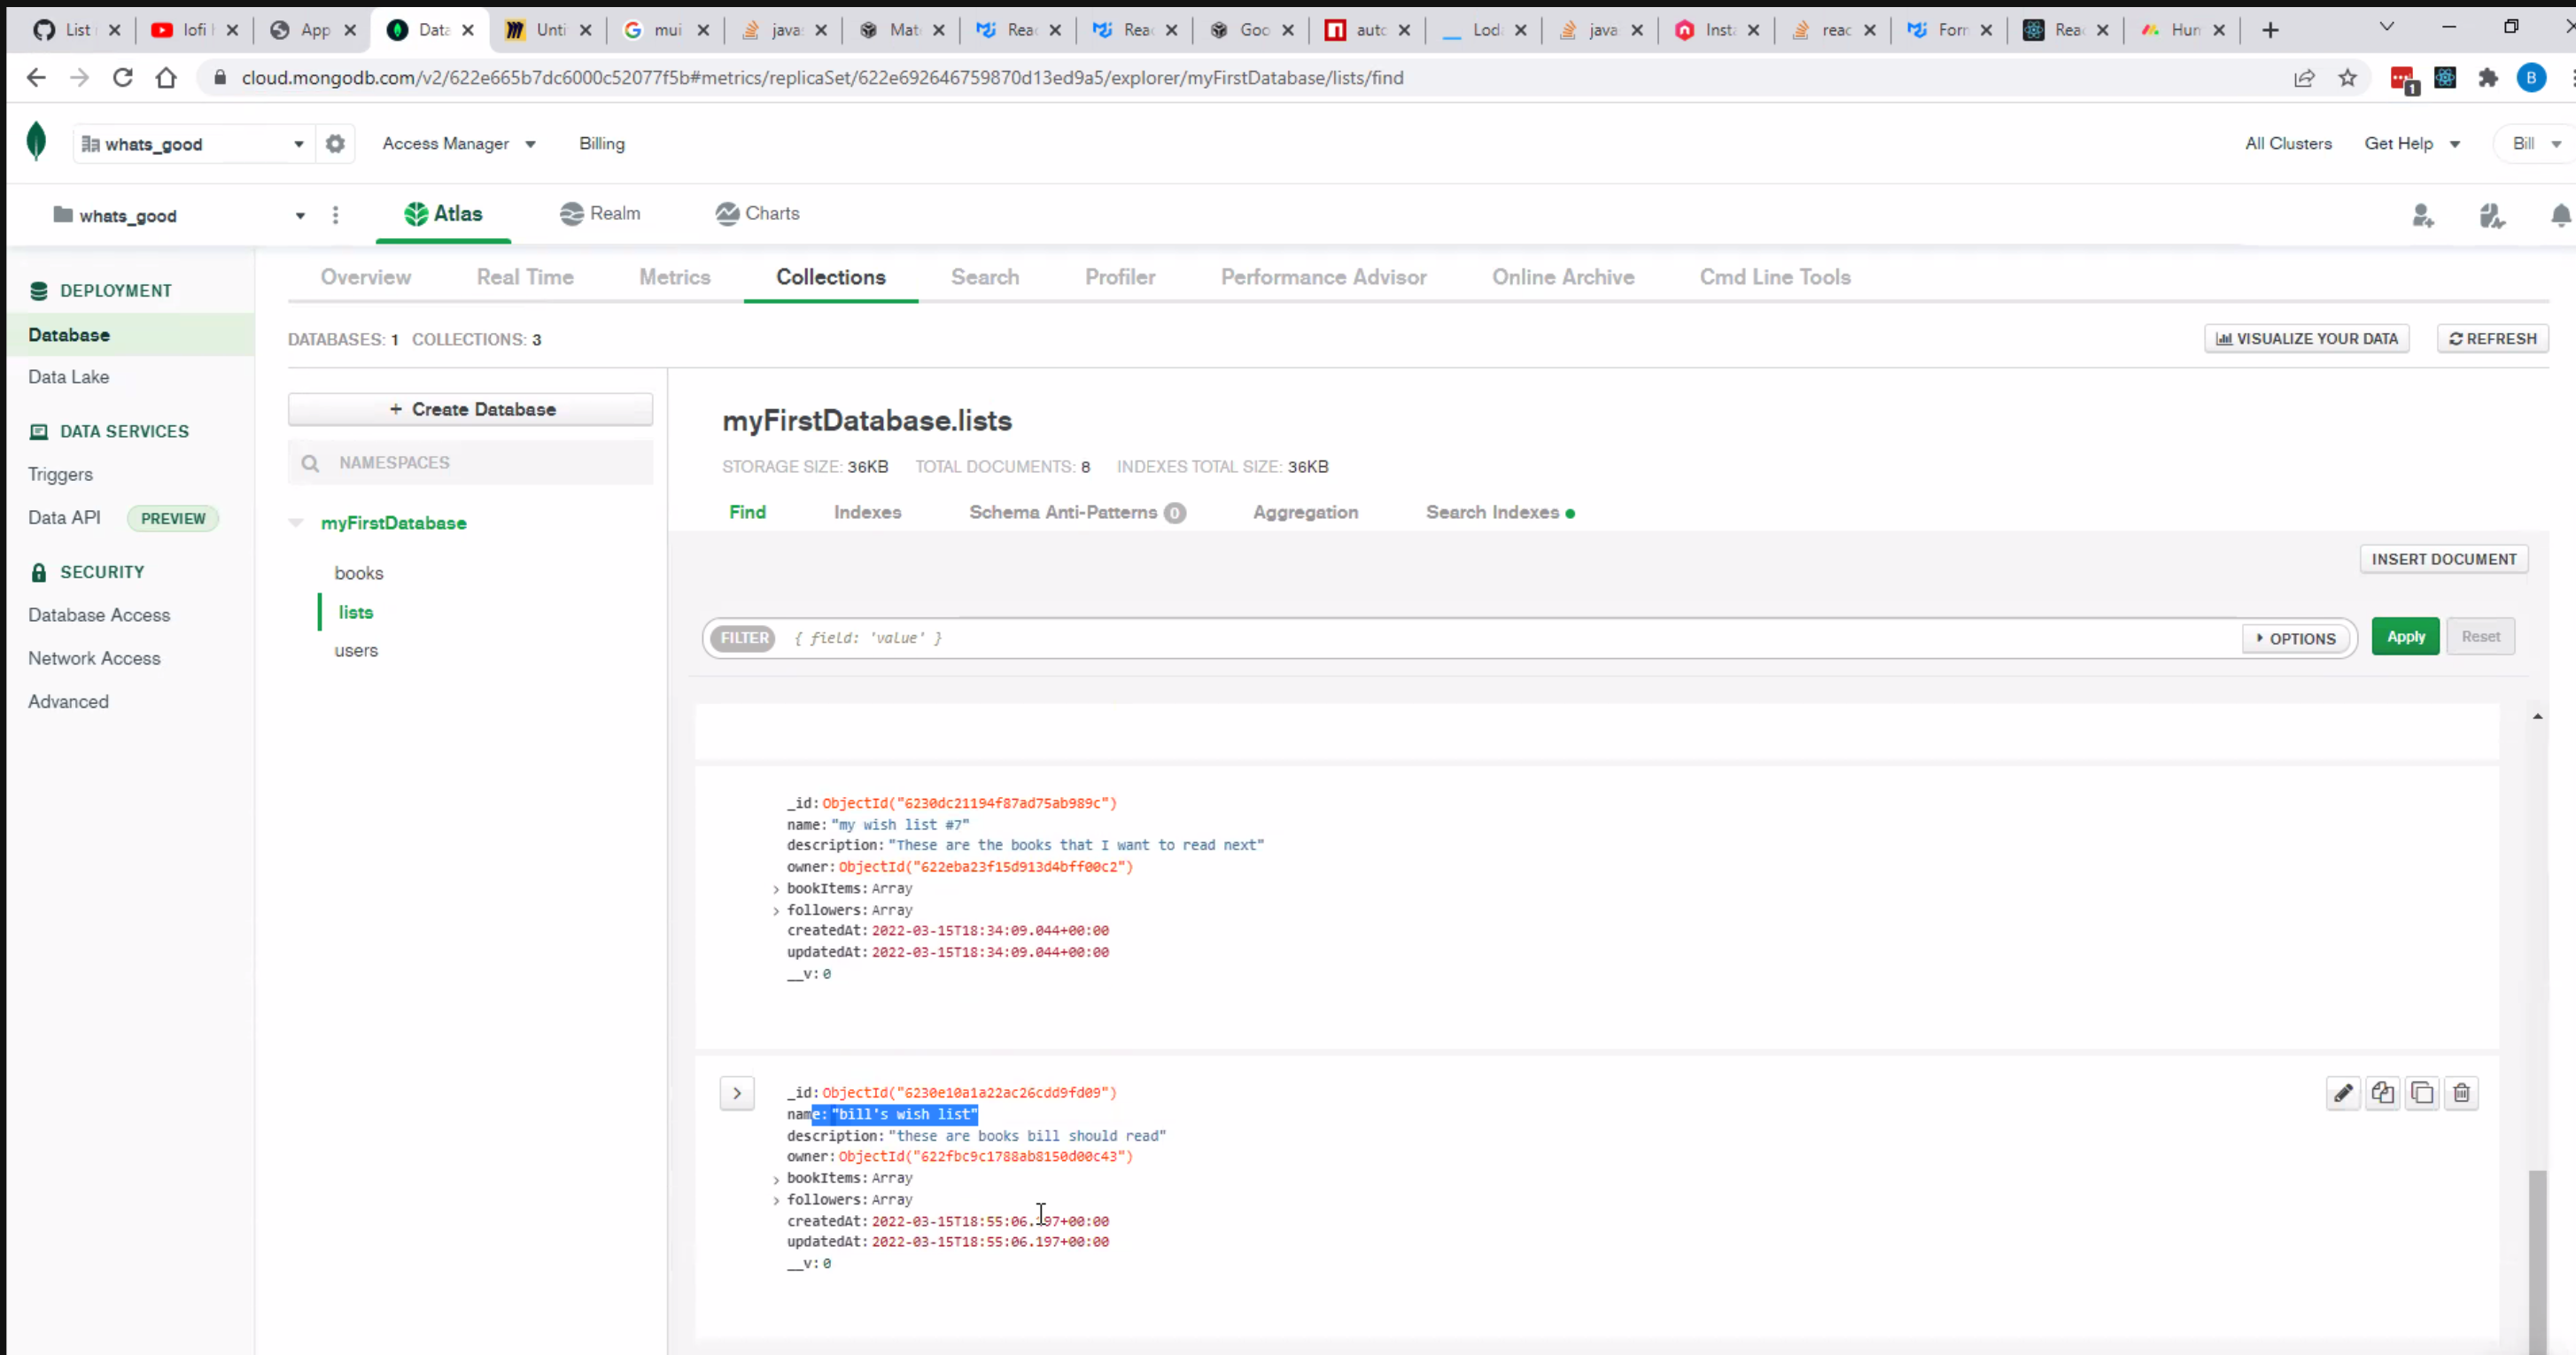 List
lofi
App
Data
Unti
mui
java
Mat
Reac
Reac
Goo
auto
Lod
java
Insta
reac
Forr
Rea
Hun
cloud.mongodb.com/v2/622e665b7dc6000c52077f5b#metrics/replicaSet/622e692646759870d13ed9a5/explorer/myFirstDatabase/lists/find
1
B
whats_good
Access Manager
Billing
All Clusters
Get Help
Bill
whats_good
Atlas
Realm
Charts
DEPLOYMENT
Database
Data Lake
DATA SERVICES
Triggers
Data API PREVIEW
SECURITY
Database Access
Network Access
Advanced
Overview
Real Time
Metrics
Collections
Search
Profiler
Performance Advisor
Online Archive
Cmd Line Tools
DATABASES: 1 COLLECTIONS: 3
VISUALIZE YOUR DATA
REFRESH
+ Create Database
NAMESPACES
myFirstDatabase
books
lists
users
myFirstDatabase.lists
STORAGE SIZE: 36KB TOTAL DOCUMENTS: 8 INDEXES TOTAL SIZE: 36KB
Find
Indexes
Schema Anti-Patterns 0
Aggregation
Search Indexes
INSERT DOCUMENT
FILTER { field: 'value' }
OPTIONS
Apply
Reset
_id: ObjectId("6230dc21194f87ad75ab989c")
name: "my wish list #7"
description: "These are the books that I want to read next"
owner: ObjectId("622eba23f15d913d4bff00c2")
bookItems: Array
followers: Array
createdAt: 2022-03-15T18:34:09.044+00:00
updatedAt: 2022-03-15T18:34:09.044+00:00
__v: 0
_id: ObjectId("6230e10a1a22ac26cdd9fd09")
name: "bill's wish list"
description: "these are books bill should read"
owner: ObjectId("622fbc9c1788ab8150d00c43")
bookItems: Array
followers: Array
createdAt: 2022-03-15T18:55:06.197+00:00
updatedAt: 2022-03-15T18:55:06.197+00:00
__v: 0